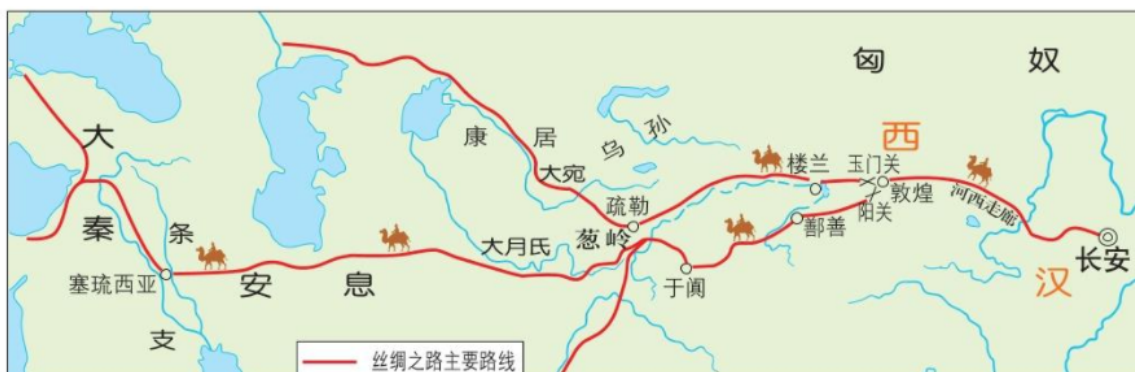 匈奴
西汉
大秦
康居
乌孙
大宛
楼兰
玉门关
敦煌
阳关
河西走廊
疏勒
葱岭
鄯善
长安
大月氏
于阗
条支
安息
塞琉西亚
丝绸之路主要路线